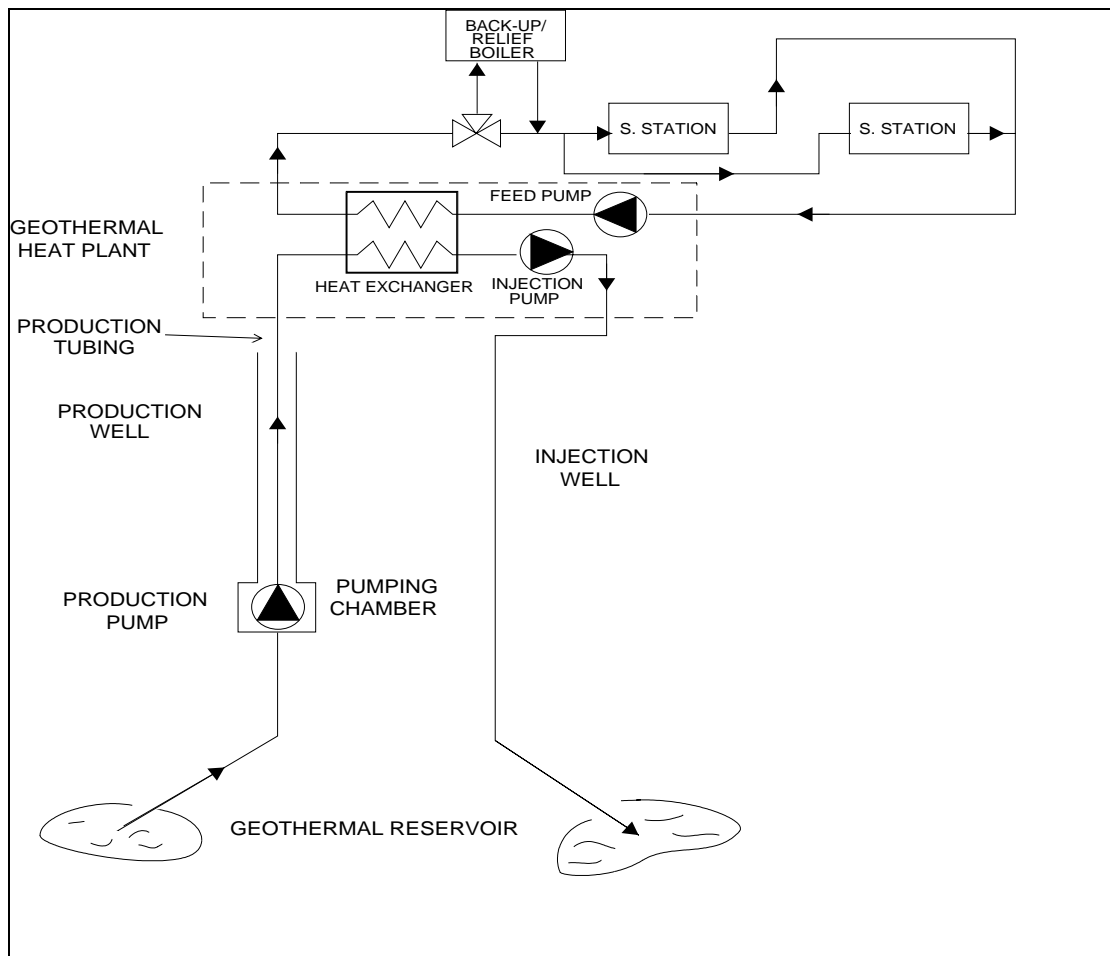 BACK-UP/
RELIEF
BOILER
S. STATION
S. STATION
FEED PUMP
GEOTHERMAL
HEAT PLANT
HEAT EXCHANGER
INJECTION
PUMP
PRODUCTION
TUBING
PRODUCTION
WELL
INJECTION
WELL
PRODUCTION
PUMP
PUMPING
CHAMBER
GEOTHERMAL RESERVOIR